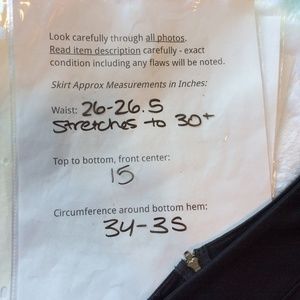 Look carefully through all photos.
Read item description carefully - exact
condition including any flaws will be noted.
Skirt Approx Measurements in Inches:
Waist: 26-26.5
stretches to 30+
Top to bottom, front center:
15
Circumference around bottom hem:
34-35